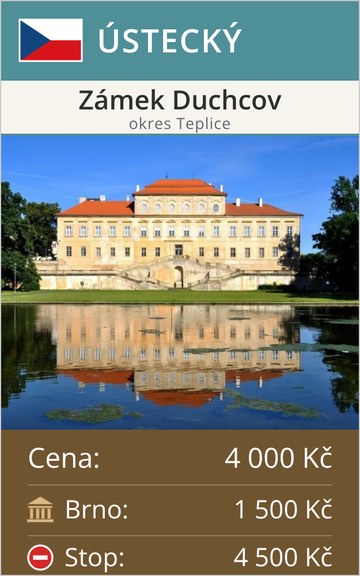 ÚSTECKÝ
Zámek Duchcov
okres Teplice
Cena: 4 000 Kč
Brno: 1 500 Kč
Stop: 4 500 Kč